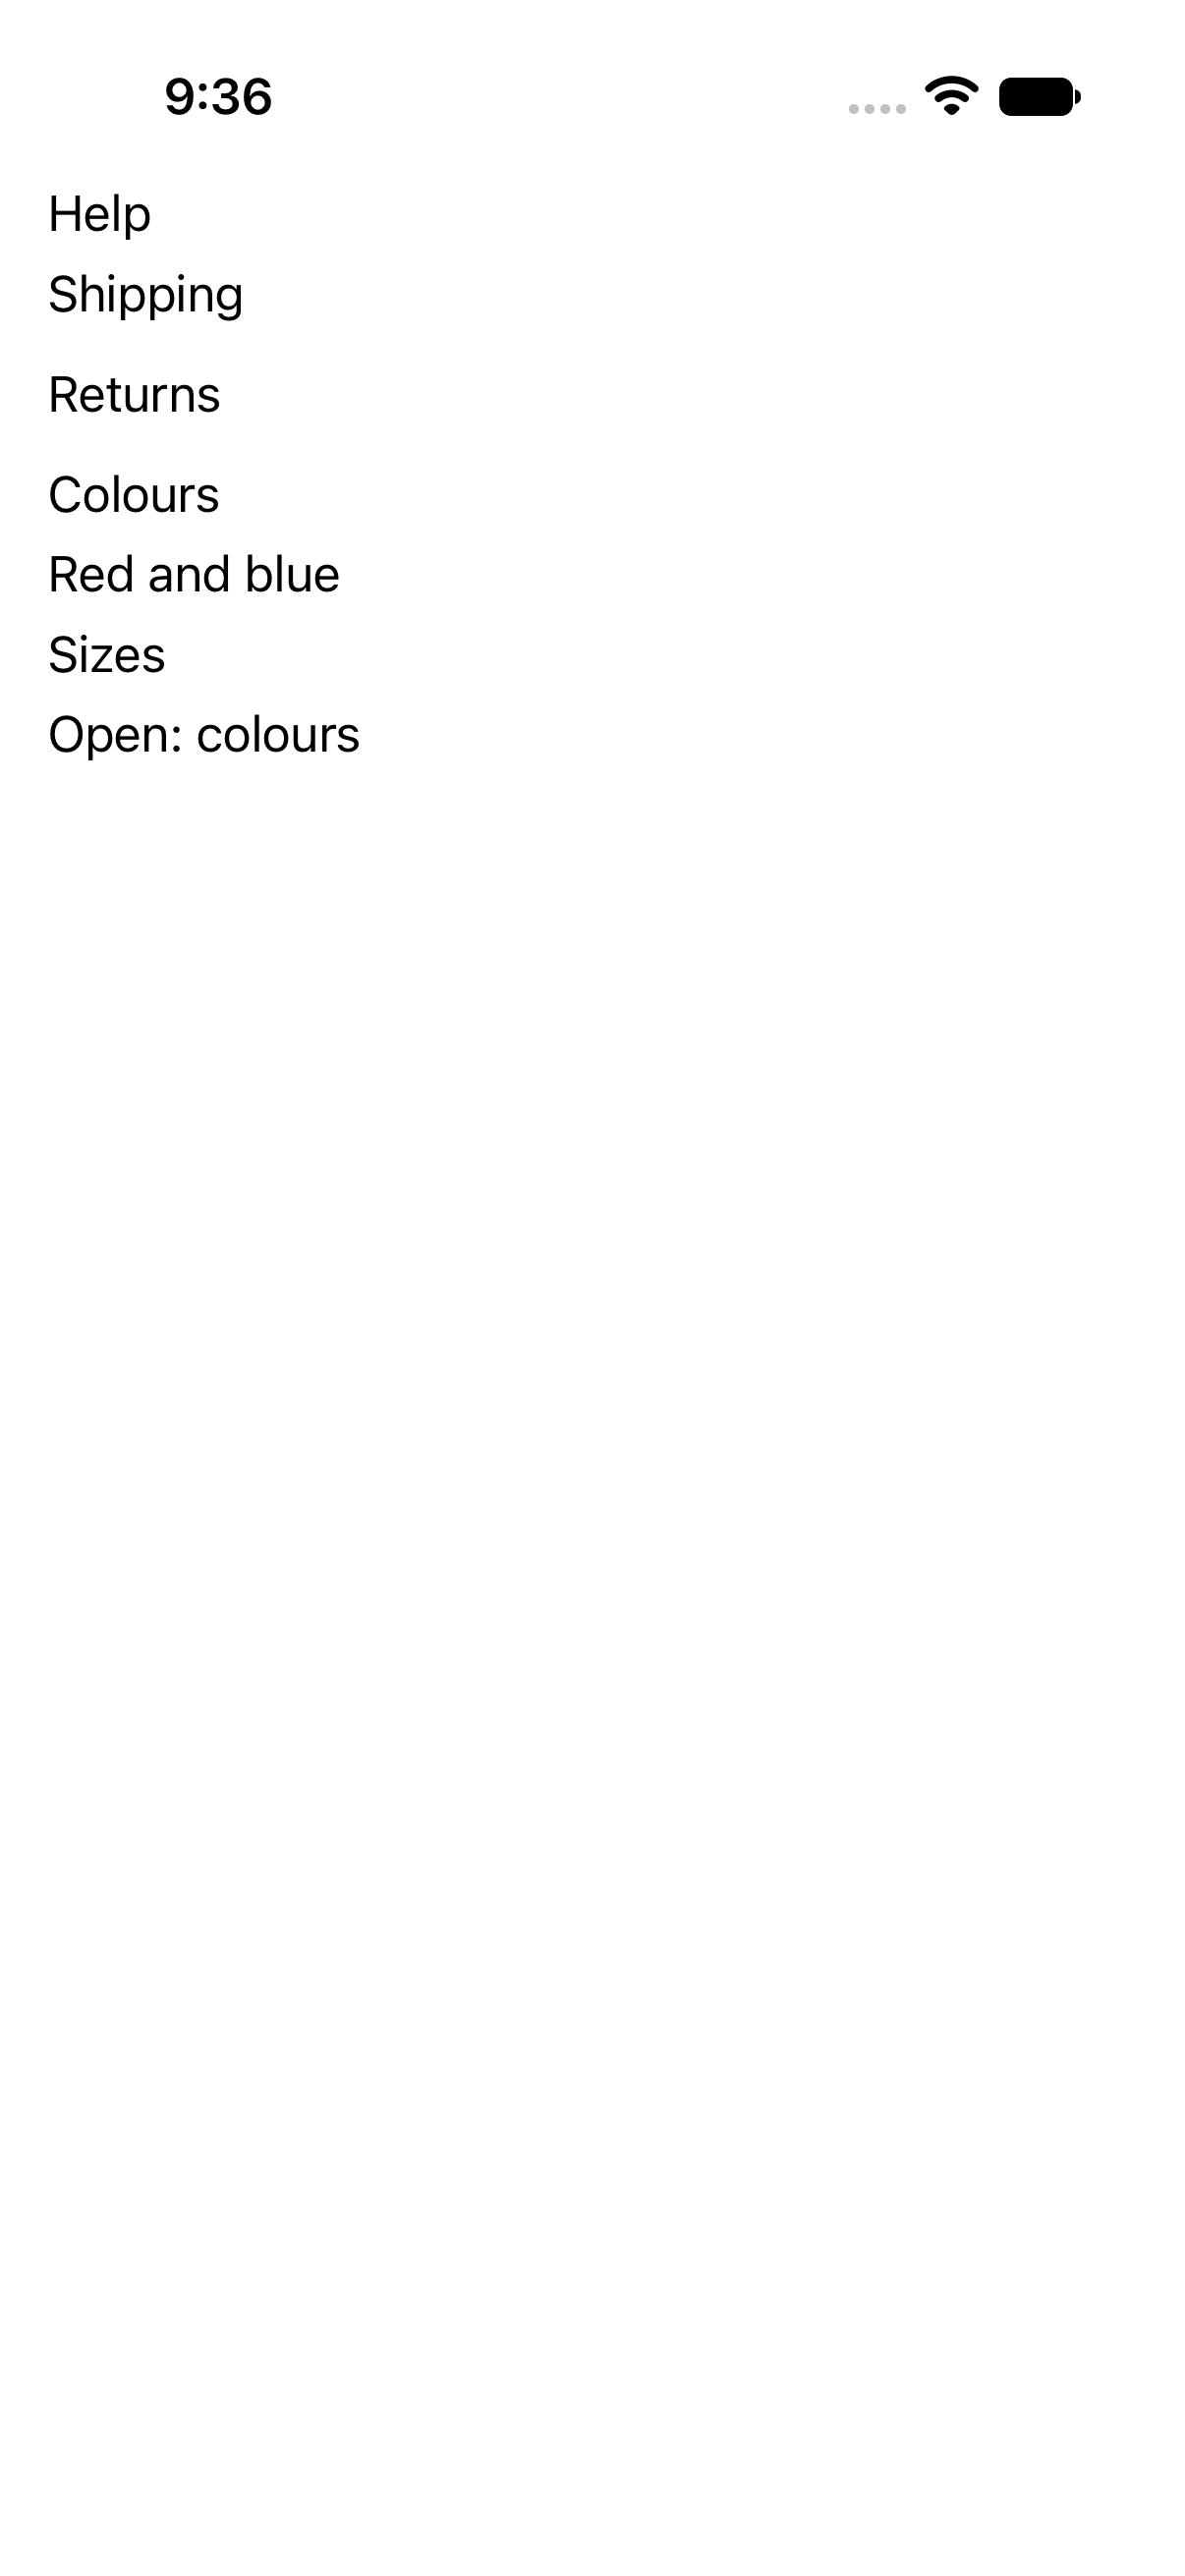 9:36
Help
Shipping
Returns
Colours
Red and blue
Sizes
Open: colours